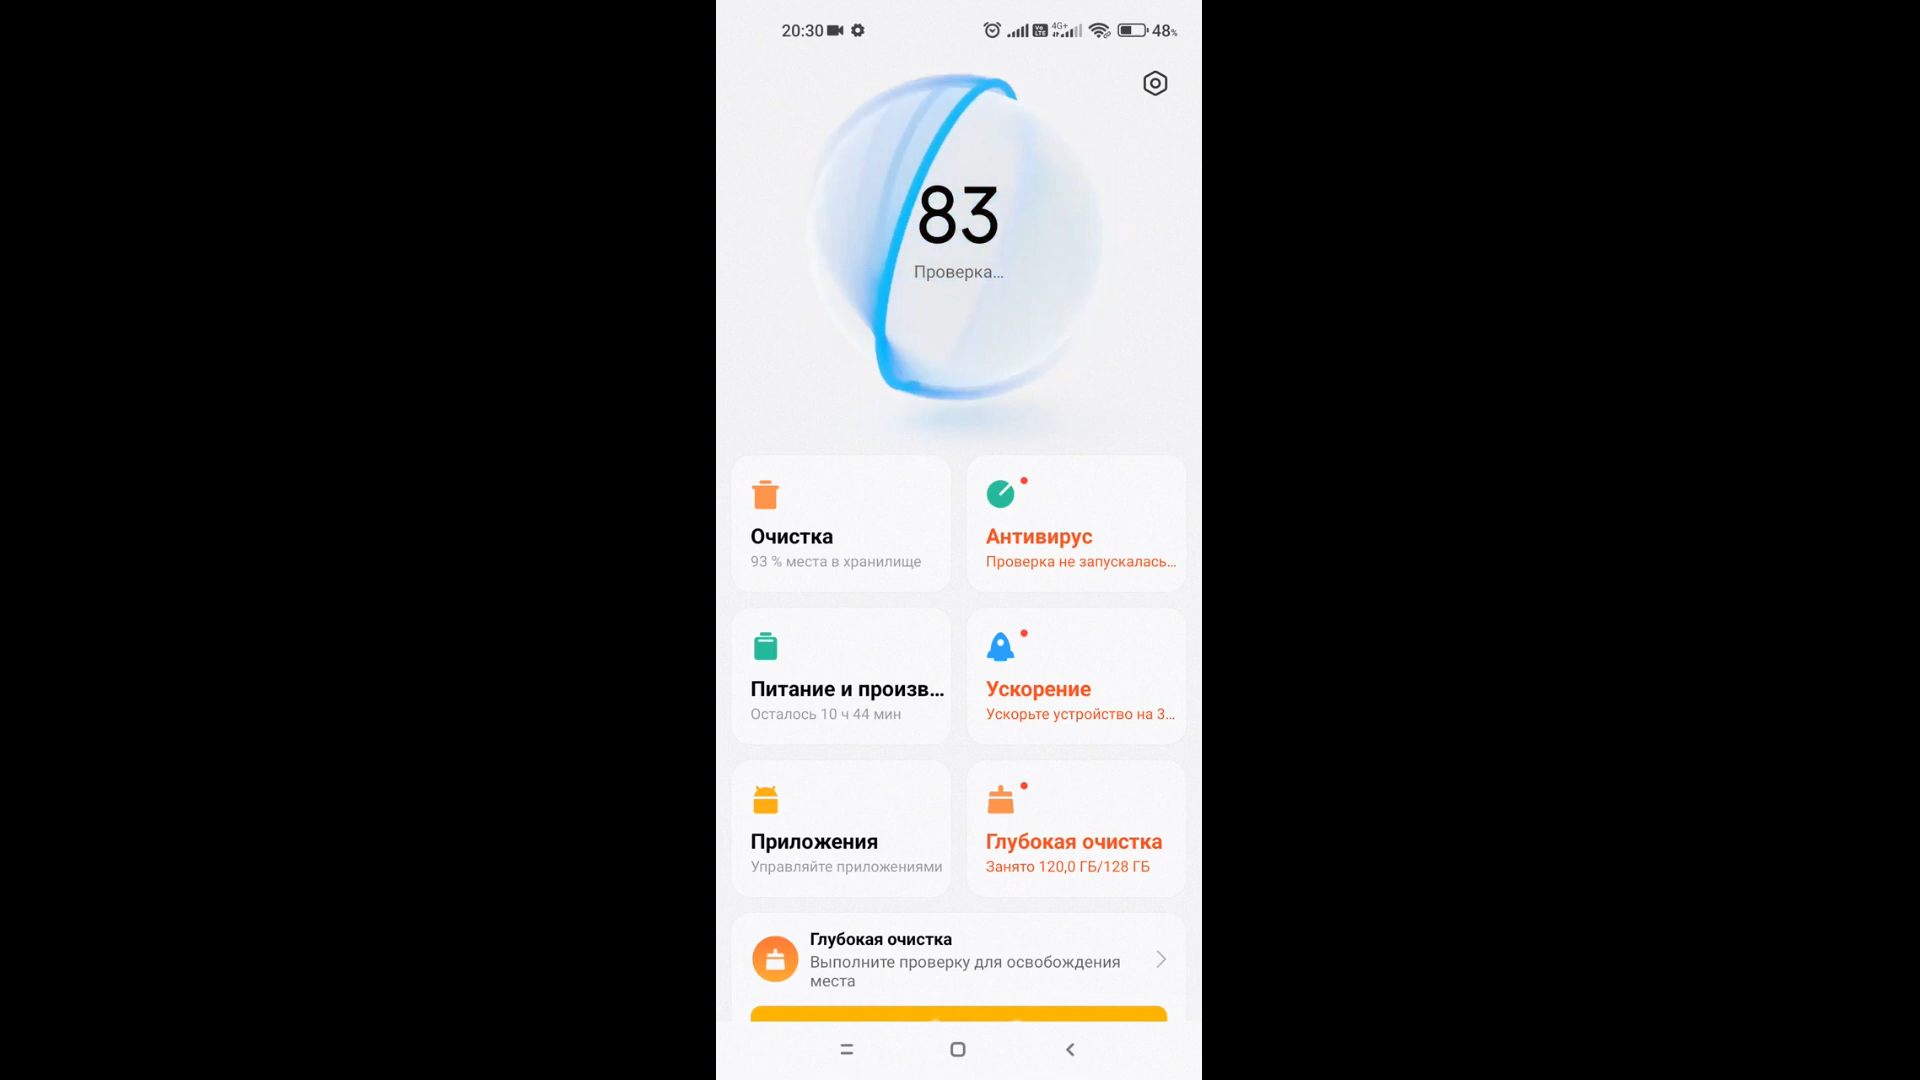 20:30
4G+
48%
83
Проверка...
Очистка
93 % места в хранилище
Антивирус
Проверка не запускалась...
Питание и произв...
Осталось 10 ч 44 мин
Ускорение
Ускорьте устройство на 3...
Приложения
Управляйте приложениями
Глубокая очистка
Занято 120,0 ГБ/128 ГБ
Глубокая очистка
Выполните проверку для освобождения
места